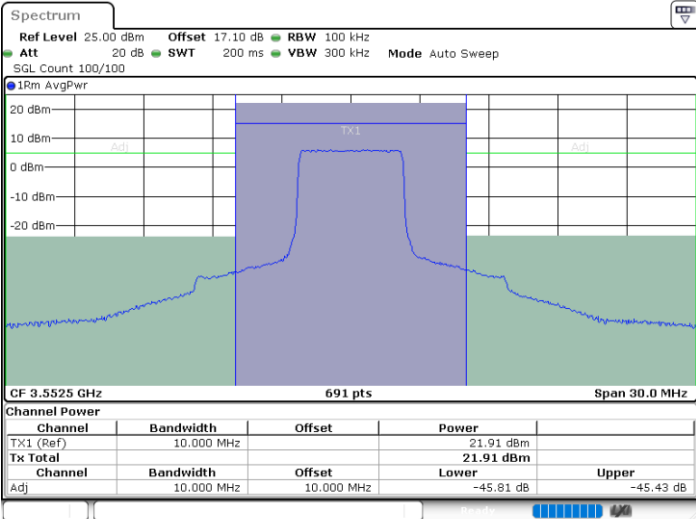 Spectrum
Ref Level 25.00 dBm Offset 17.10 dB RBW 100 kHz
Att 20 dB SWT 200 ms VBW 300 kHz Mode Auto Sweep
SGL Count 100/100
1Rm AvgPwr
20 dBm
TX1
10 dBm
Adj Adj
0 dBm
-10 dBm
-20 dBm
CF 3.5525 GHz 691 pts Span 30.0 MHz
Channel Power
Channel Bandwidth Offset Power
TX1 (Ref) 10.000 MHz 21.91 dBm
Tx Total 21.91 dBm
Channel Bandwidth Offset Lower Upper
Adj 10.000 MHz 10.000 MHz -45.81 dB -45.43 dB
Ready